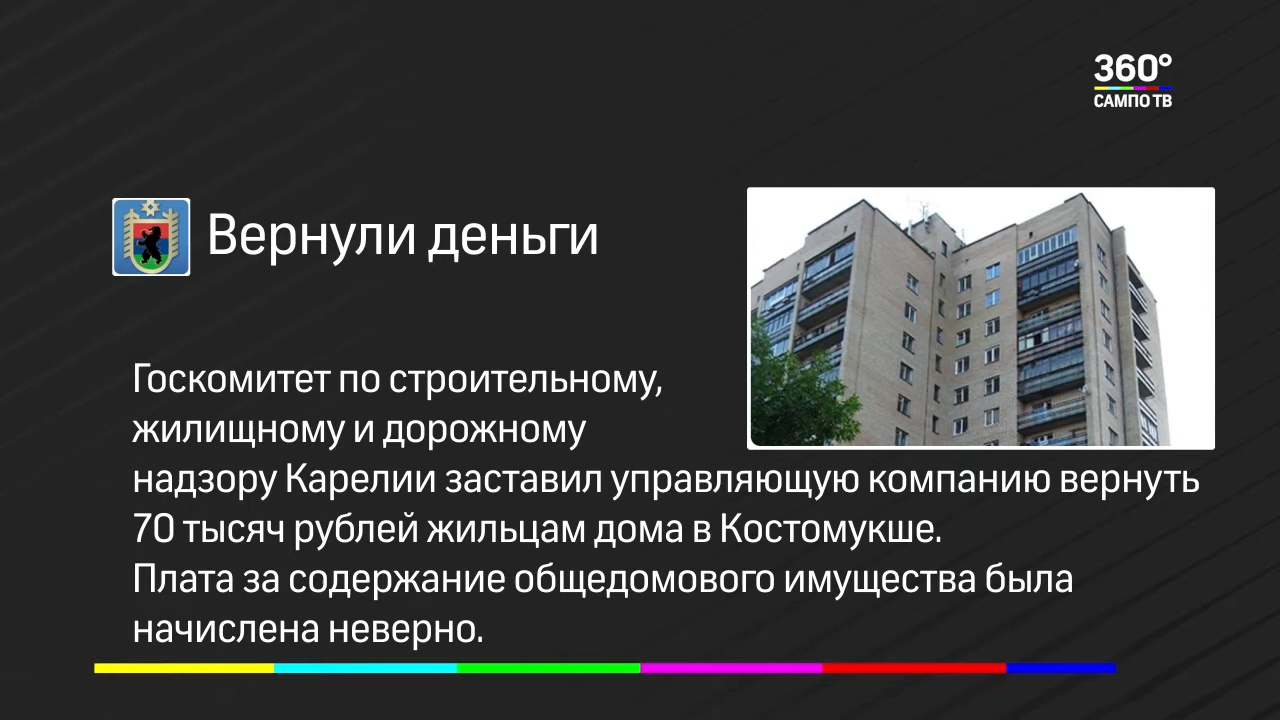 360°
САМПО ТВ
Вернули деньги
Госкомитет по строительному,
жилищному и дорожному
надзору Карелии заставил управляющую компанию вернуть
70 тысяч рублей жильцам дома в Костомукше.
Плата за содержание общедомового имущества была
начислена неверно.